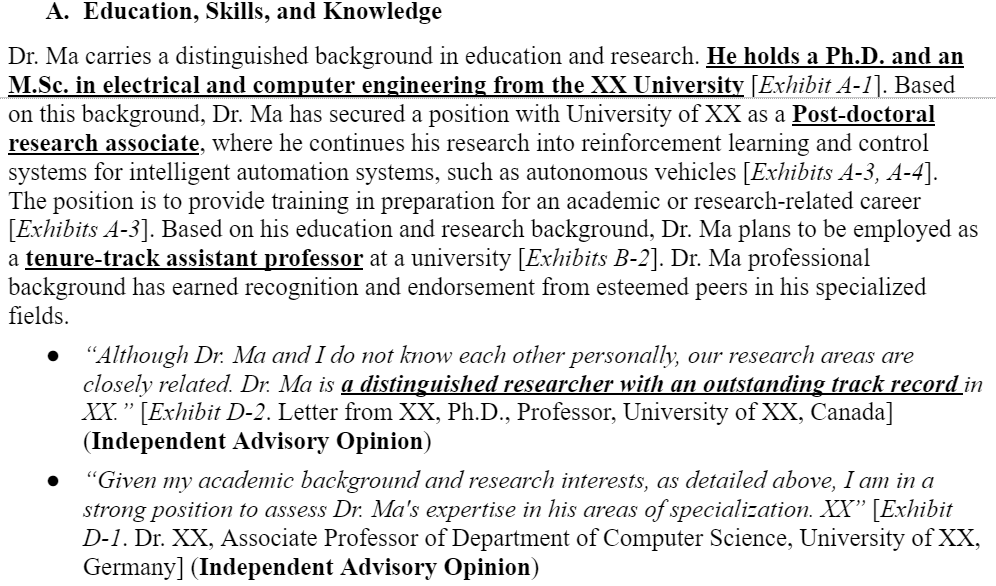 A. Education, Skills, and Knowledge
Dr. Ma carries a distinguished background in education and research. He holds a Ph.D. and an
M.Sc. in electrical and computer engineering from the XX University [Exhibit A-1]. Based
on this background, Dr. Ma has secured a position with University of XX as a Post-doctoral
research associate, where he continues his research into reinforcement learning and control
systems for intelligent automation systems, such as autonomous vehicles [Exhibits A-3, A-4].
The position is to provide training in preparation for an academic or research-related career
[Exhibits A-3]. Based on his education and research background, Dr. Ma plans to be employed as
a tenure-track assistant professor at a university [Exhibits B-2]. Dr. Ma professional
background has earned recognition and endorsement from esteemed peers in his specialized
fields.
● “Although Dr. Ma and I do not know each other personally, our research areas are
closely related. Dr. Ma is a distinguished researcher with an outstanding track record in
XX.” [Exhibit D-2. Letter from XX, Ph.D., Professor, University of XX, Canada]
(Independent Advisory Opinion)
● “Given my academic background and research interests, as detailed above, I am in a
strong position to assess Dr. Ma's expertise in his areas of specialization. XX” [Exhibit
D-1. Dr. XX, Associate Professor of Department of Computer Science, University of XX,
Germany] (Independent Advisory Opinion)